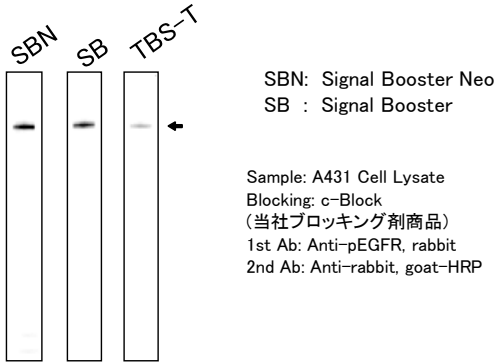 SBN
SB
TBS-T
SBN: Signal Booster Neo
SB : Signal Booster
Sample: A431 Cell Lysate
Blocking: c-Block
(当社ブロッキング剤商品)
1st Ab: Anti-pEGFR, rabbit
2nd Ab: Anti-rabbit, goat-HRP